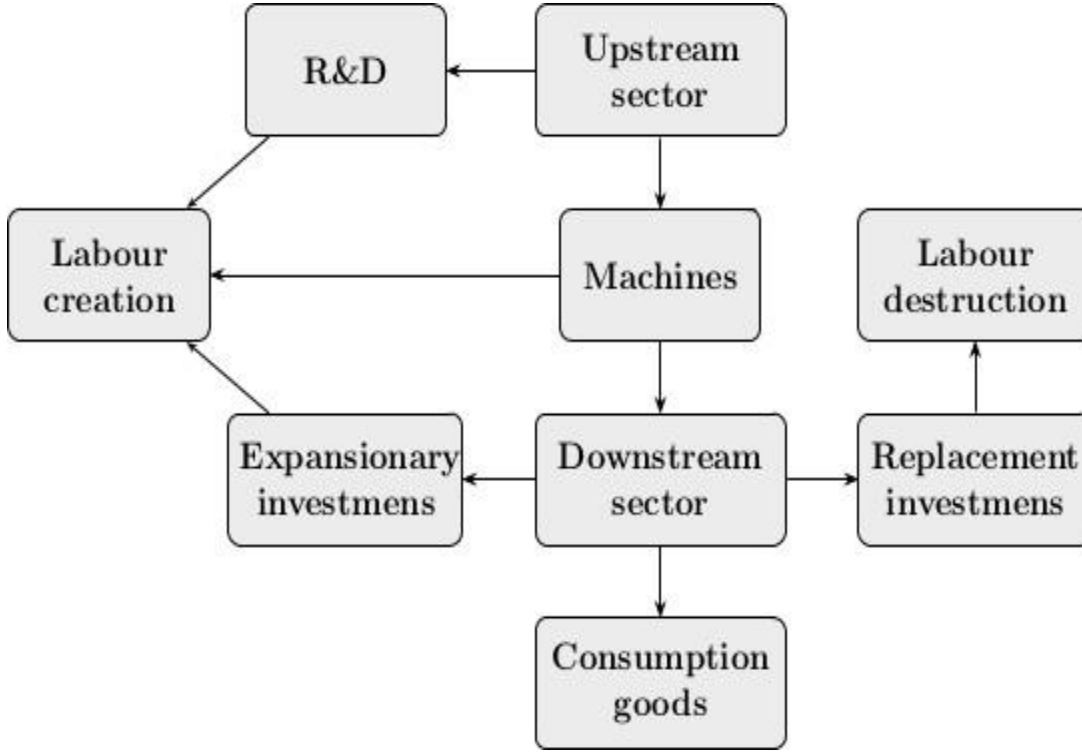 R&D
Upstream
sector
Labour
creation
Machines
Labour
destruction
Expansionary
investmens
Downstream
sector
Replacement
investmens
Consumption
goods